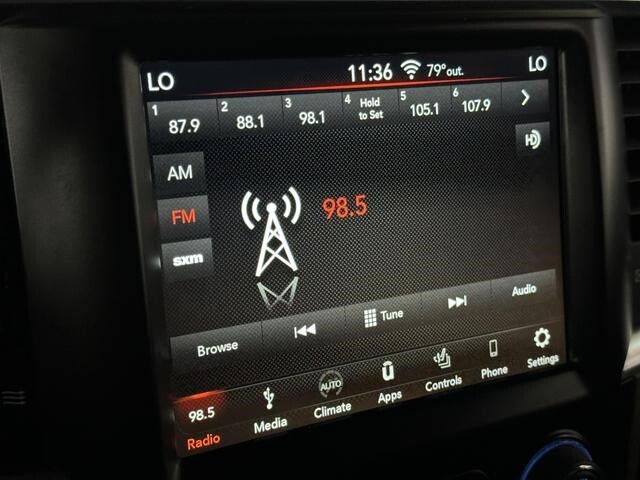 LO 11:36 79° out. LO
1 87.9 2 88.1 3 98.1 4 Hold to Set 5 105.1 6 107.9
HD
AM
FM 98.5
sxm
Browse Tune Audio
98.5 AUTO
Radio Media Climate Apps Controls Phone Settings